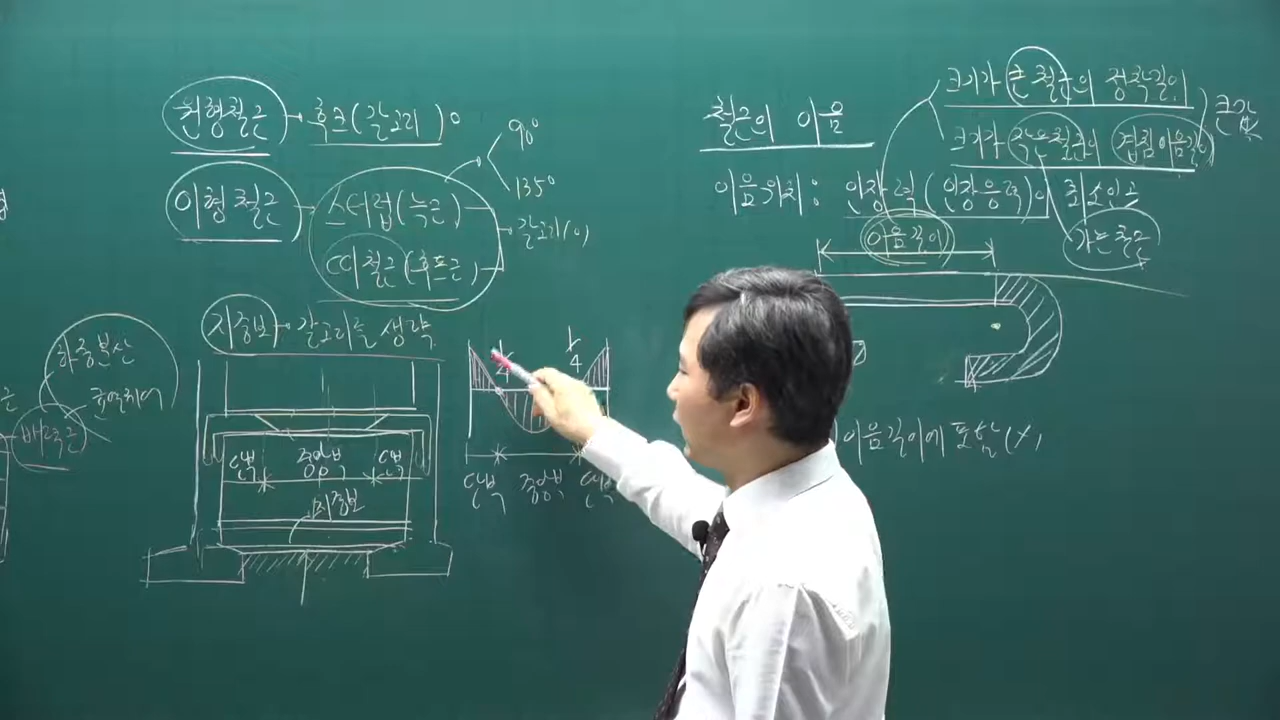 원형철근 → 후크(갈고리)○
90°
135°
이형철근
스터럽(늑근)
띠철근(후프근)
갈고리(○)
지중보 → 갈고리를 생략
하중분산
주역저어
배력근
단부 중앙부 단부
지중보
4
L/4
단부 중앙부 단부
철근의 이음
크기가 큰 철근의 정착길이
크기가 작은 철근의 겹침이음길이
큰값
이음위치: 인장력(인장응력)이 최소인곳
이음길이
가는철근
이음길이에 포함(×)